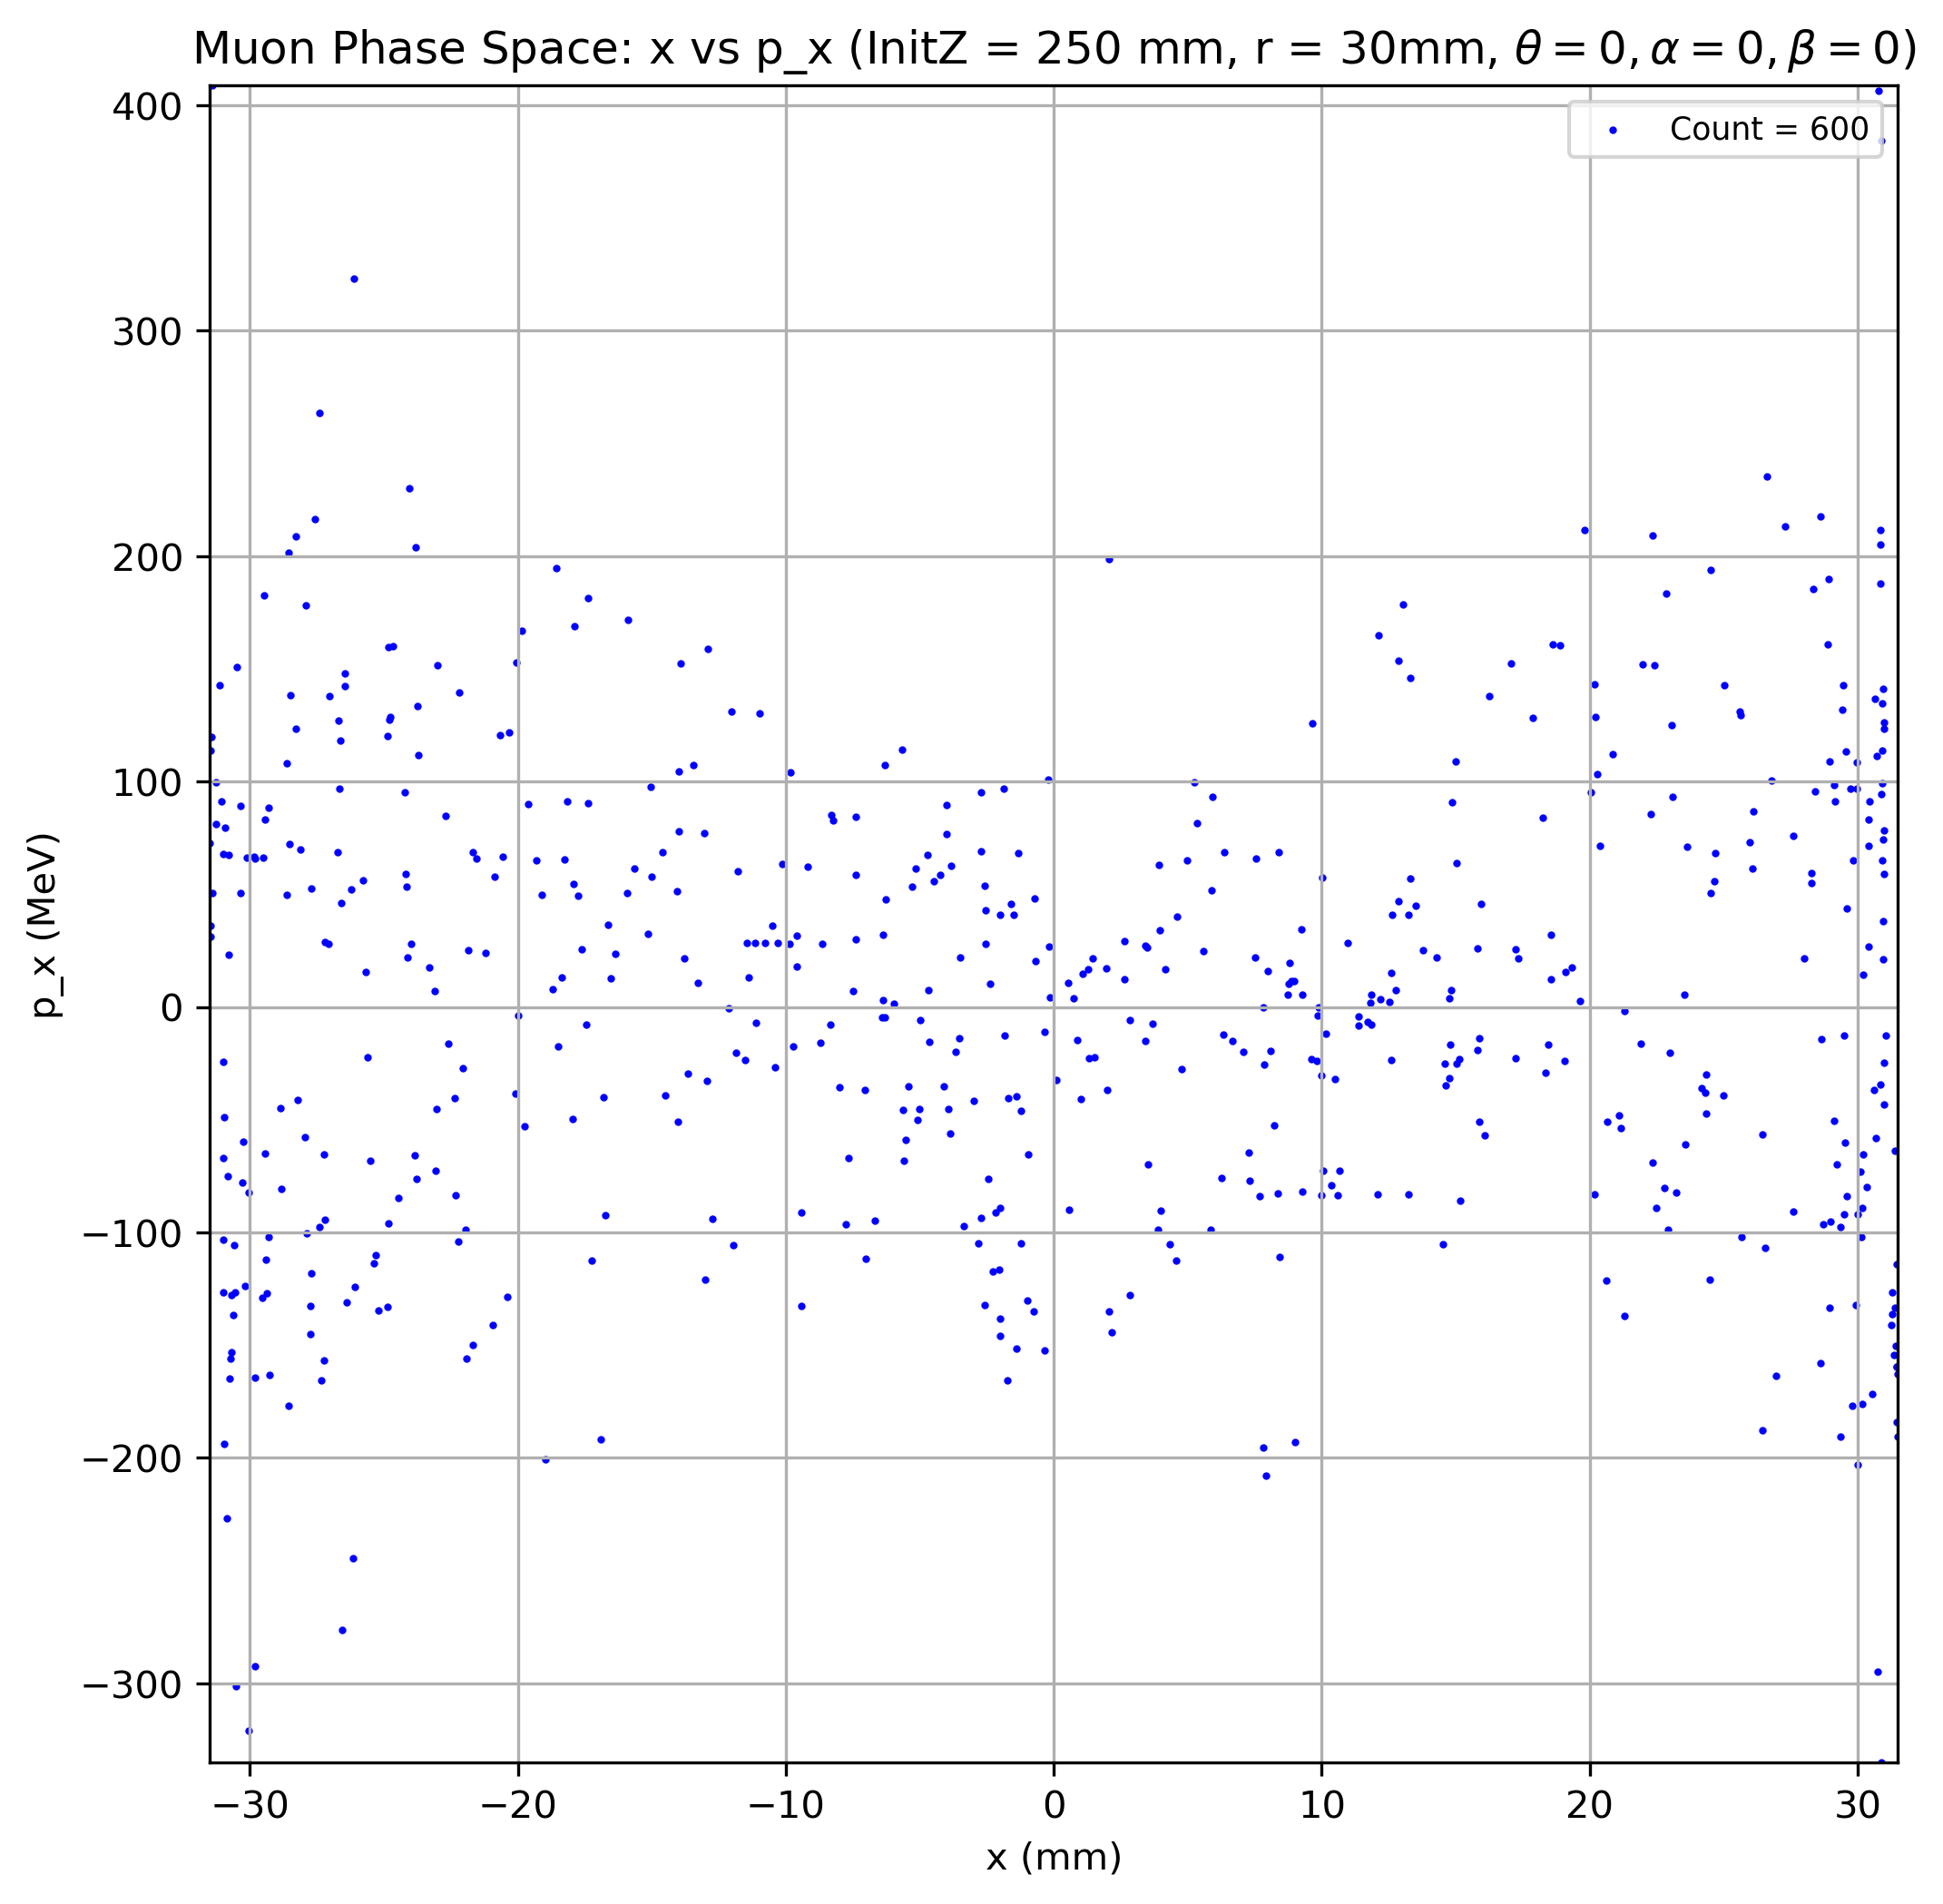 Muon Phase Space: x vs p_x (InitZ = 250 mm, r = 30mm, θ = 0, α = 0, β = 0)
Count = 600
400
300
200
100
0
−100
−200
−300
p_x (MeV)
−30 −20 −10 0 10 20 30
x (mm)